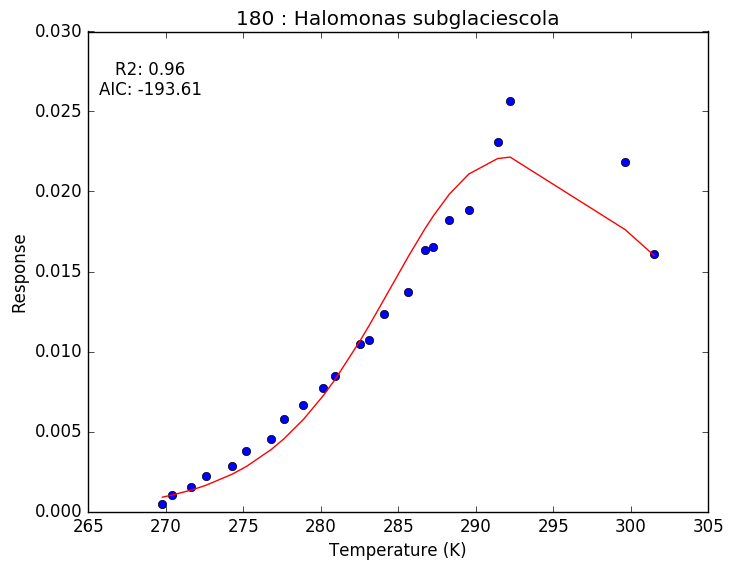 180 : Halomonas subglaciescola
R2: 0.96
AIC: -193.61
0.030
0.025
0.020
0.015
0.010
0.005
0.000
Response
265 270 275 280 285 290 295 300 305
Temperature (K)